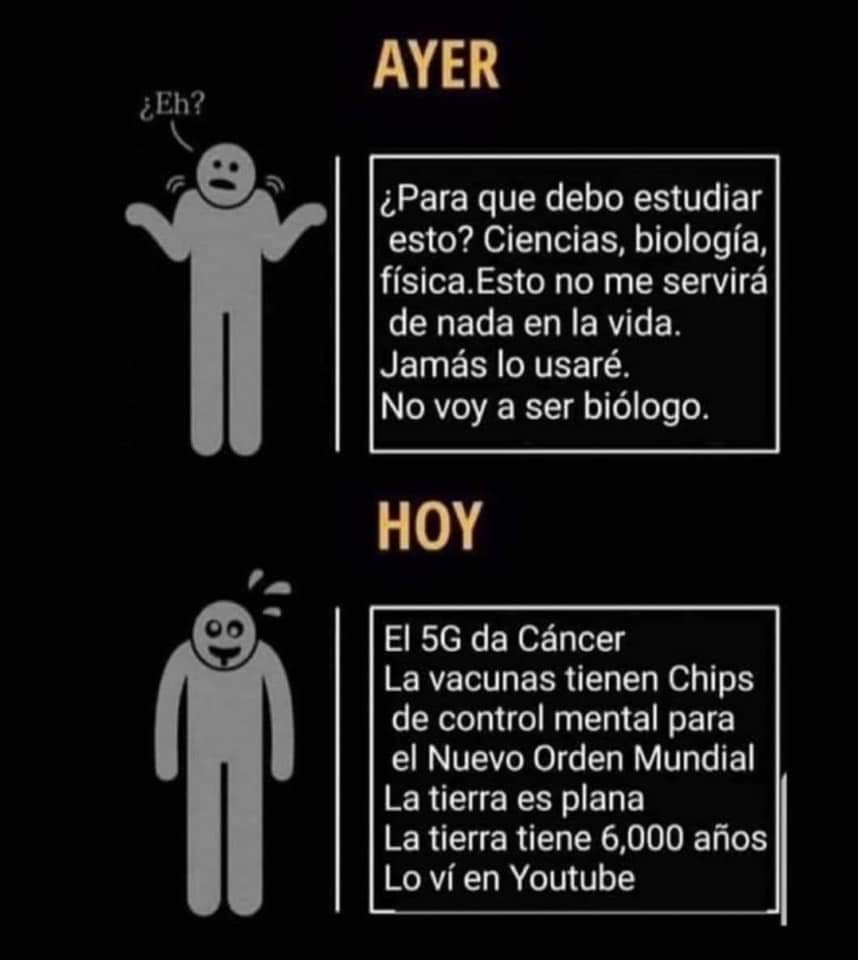 AYER
¿Eh?
¿Para que debo estudiar
esto? Ciencias, biología,
física.Esto no me servirá
de nada en la vida.
Jamás lo usaré.
No voy a ser biólogo.
HOY
El 5G da Cáncer
La vacunas tienen Chips
de control mental para
el Nuevo Orden Mundial
La tierra es plana
La tierra tiene 6,000 años
Lo ví en Youtube